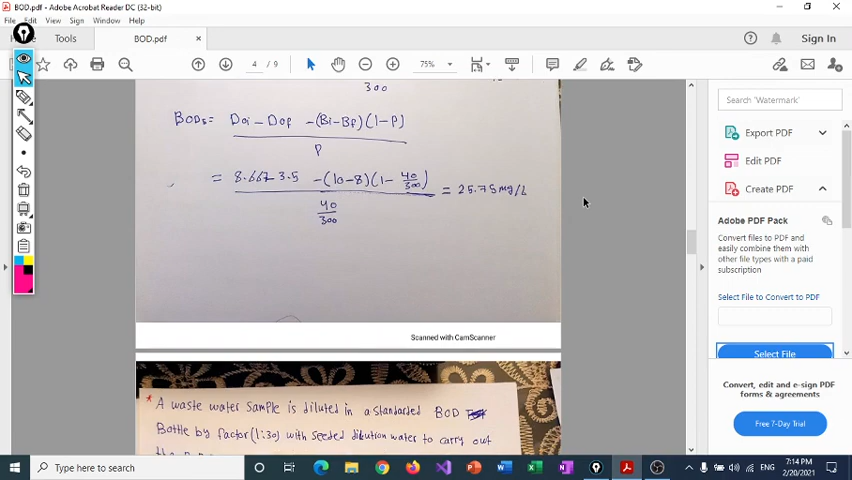 BOD.pdf - Adobe Acrobat Reader DC (32-bit)
File Edit View Sign Window Help
Tools BOD.pdf × Sign In
4 / 9 75%
300
BOD5 = Doi - Dof - (Bi-Bf)(1-P)
P
= 8.667-3.5 - (10-8)(1- 40/300) = 25.75 mg/L
40
300
Scanned with CamScanner
* A waste water sample is diluted in a standarded BOD
Bottle by factor (1:30) with seeded dilution water to carry out
Search 'Watermark'
Export PDF
Edit PDF
Create PDF
Adobe PDF Pack
Convert files to PDF and
easily combine them with
other file types with a paid
subscription
Select File to Convert to PDF
Select File
Convert, edit and e-sign PDF
forms & agreements
Free 7-Day Trial
Type here to search
ENG
7:14 PM
2/20/2021